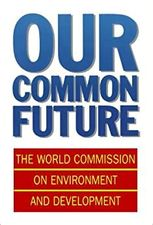 OUR
COMMON
FUTURE
THE WORLD COMMISSION
ON ENVIRONMENT
AND DEVELOPMENT